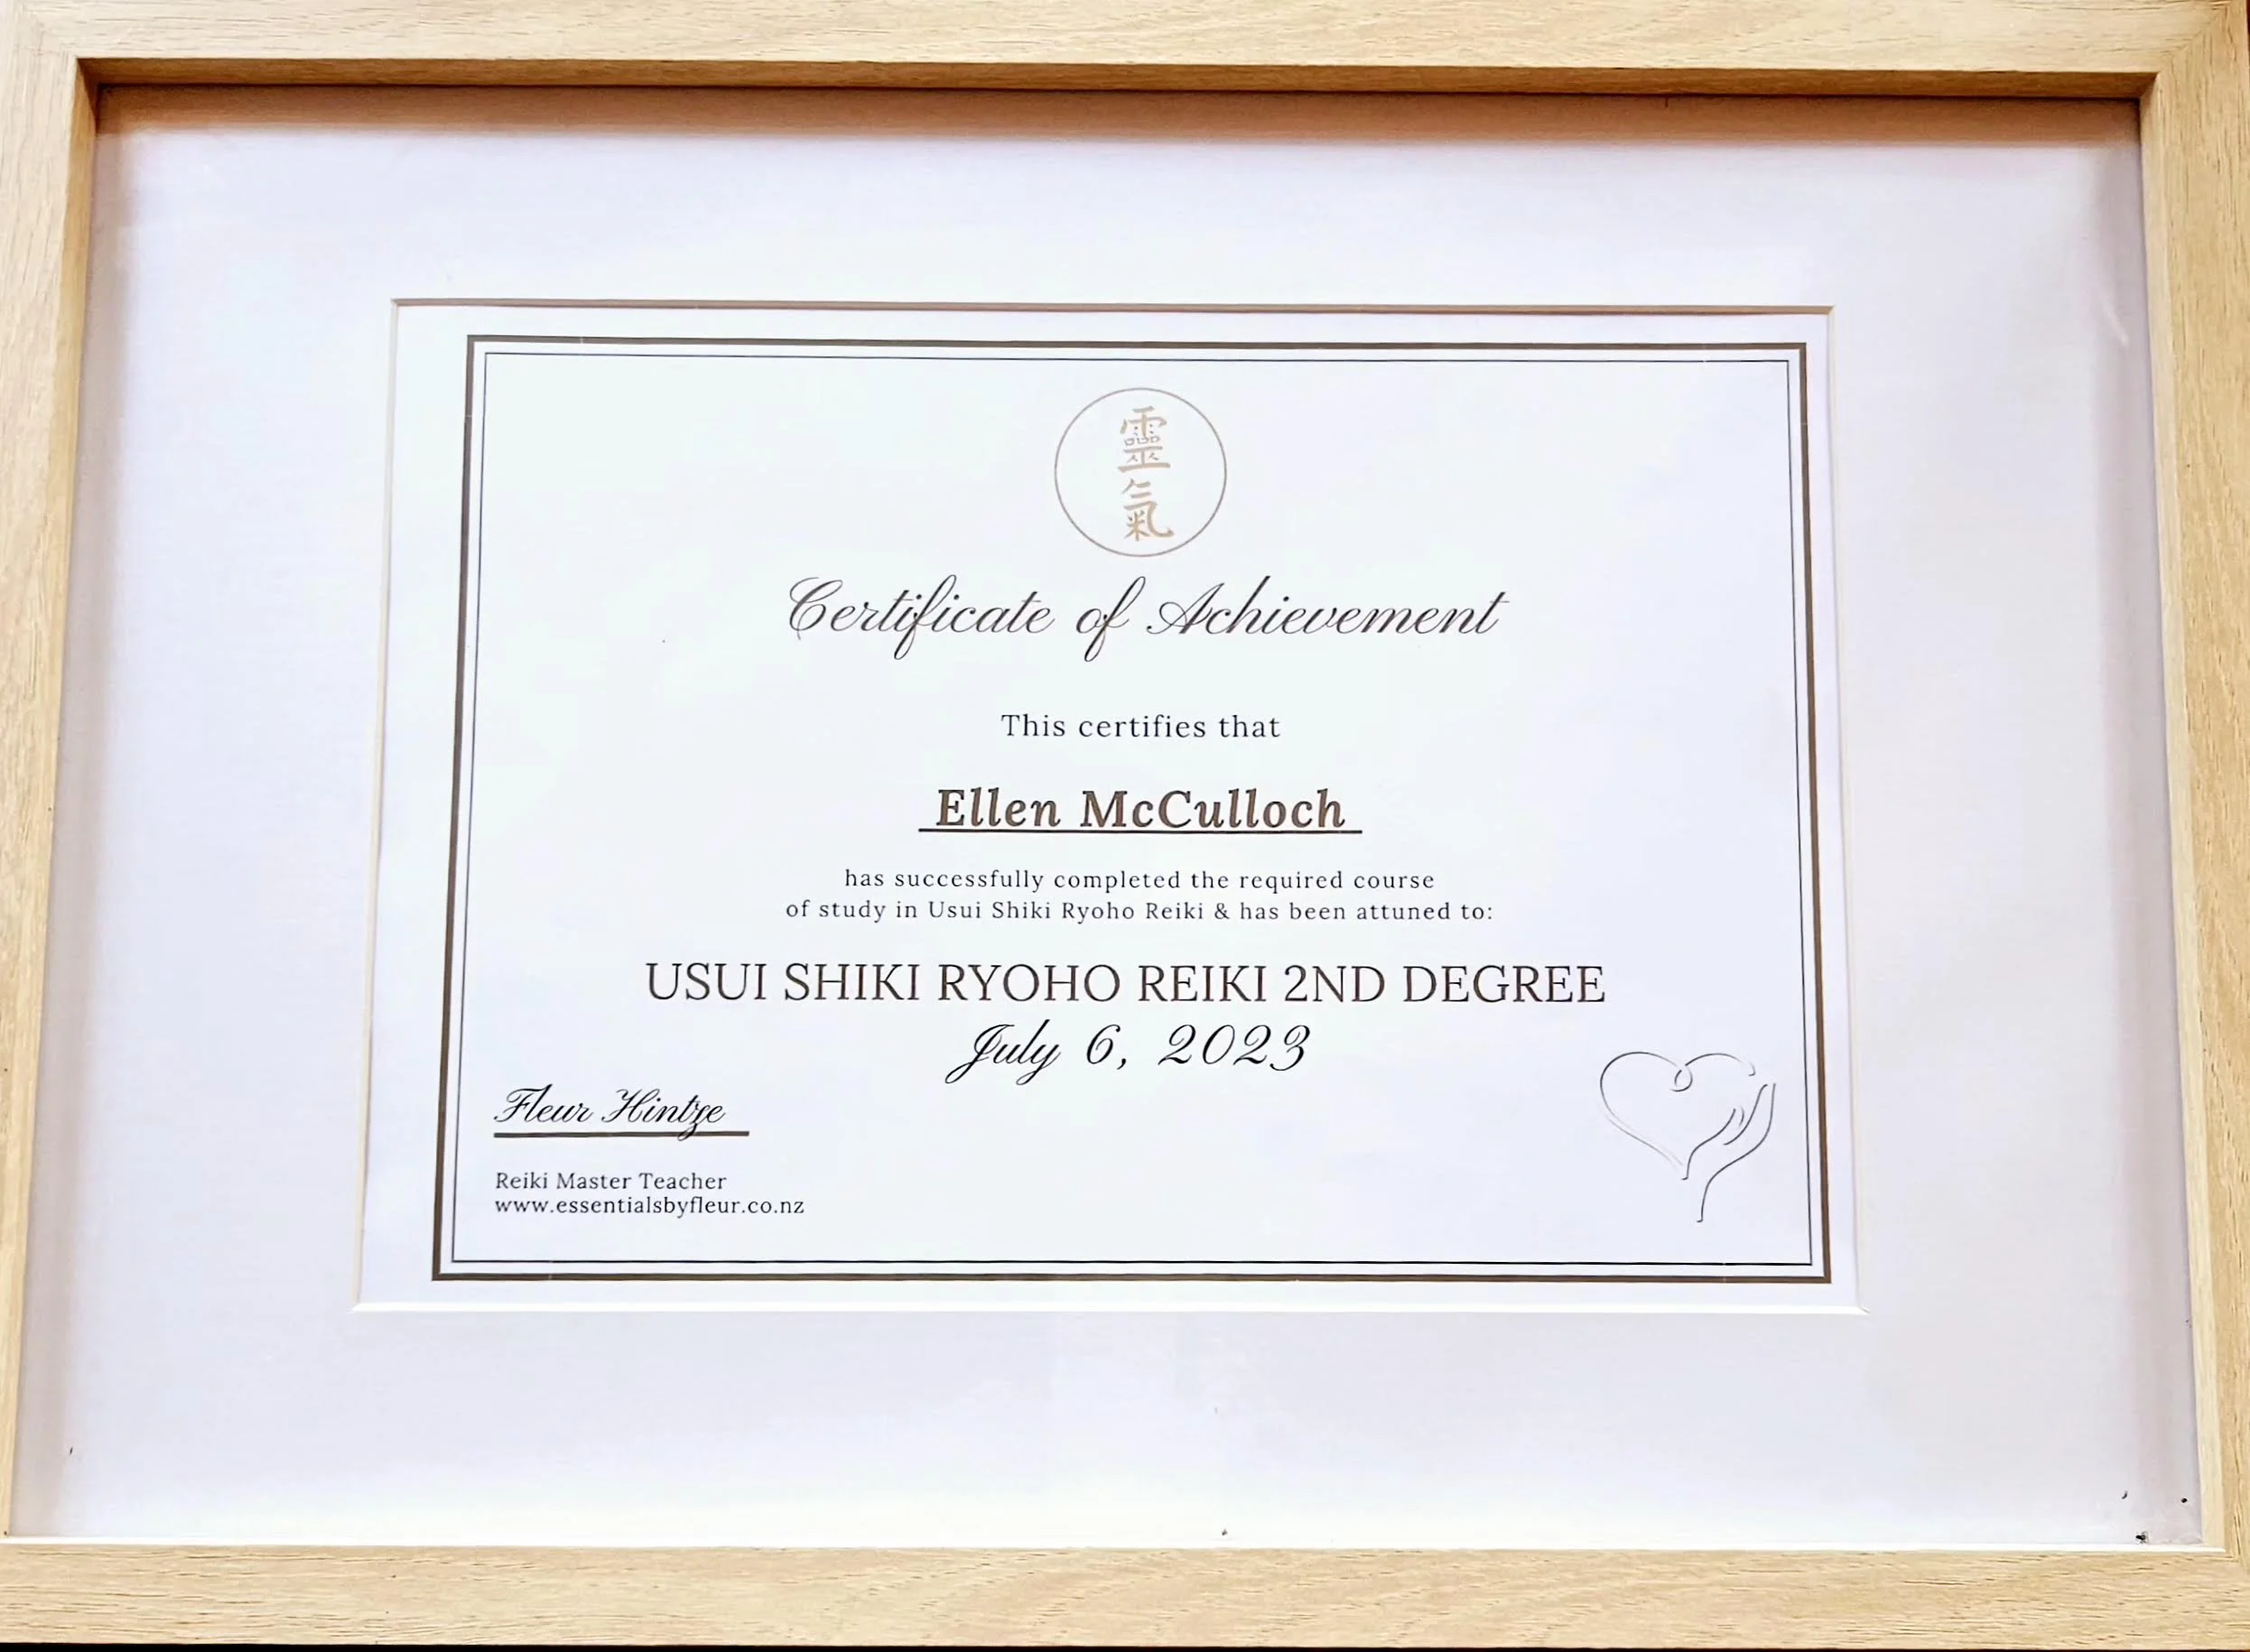 靈
氣
Certificate of Achievement
This certifies that
Ellen McCulloch
has successfully completed the required course
of study in Usui Shiki Ryoho Reiki & has been attuned to:
USUI SHIKI RYOHO REIKI 2ND DEGREE
July 6, 2023
Fleur Hintze
Reiki Master Teacher
www.essentialsbyfleur.co.nz